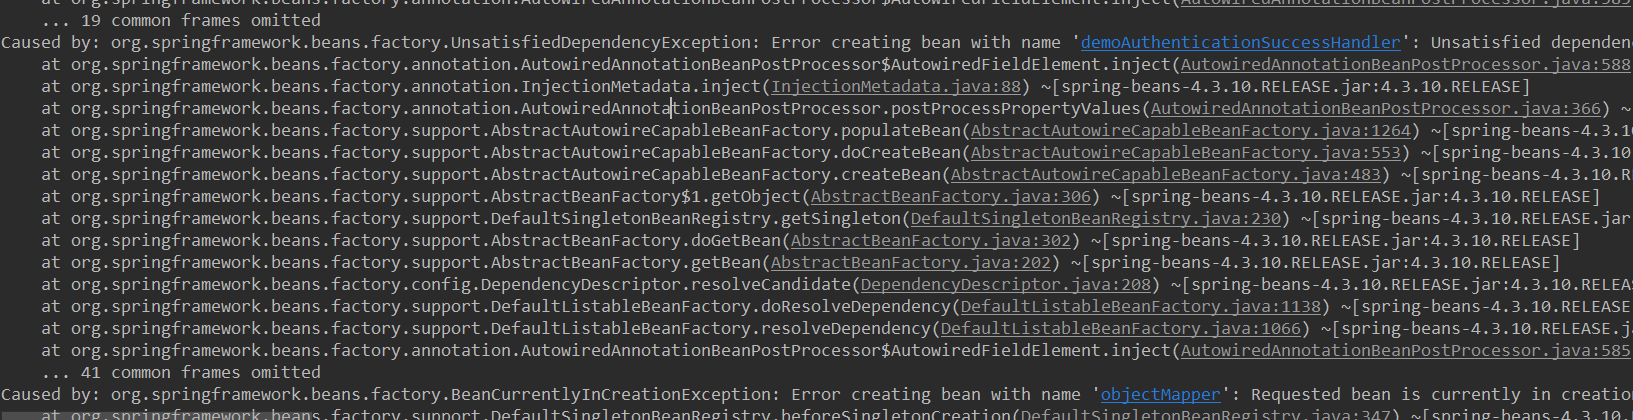 at org.springframework.beans.factory.annotation.AutowiredAnnotationBeanPostProcessor$AutowiredFieldElement.inject(AutowiredAnnotationBeanPostProcessor.java:585
... 19 common frames omitted
Caused by: org.springframework.beans.factory.UnsatisfiedDependencyException: Error creating bean with name 'demoAuthenticationSuccessHandler': Unsatisfied dependen
at org.springframework.beans.factory.annotation.AutowiredAnnotationBeanPostProcessor$AutowiredFieldElement.inject(AutowiredAnnotationBeanPostProcessor.java:588
at org.springframework.beans.factory.annotation.InjectionMetadata.inject(InjectionMetadata.java:88) ~[spring-beans-4.3.10.RELEASE.jar:4.3.10.RELEASE]
at org.springframework.beans.factory.annotation.AutowiredAnnotationBeanPostProcessor.postProcessPropertyValues(AutowiredAnnotationBeanPostProcessor.java:366) ~
at org.springframework.beans.factory.support.AbstractAutowireCapableBeanFactory.populateBean(AbstractAutowireCapableBeanFactory.java:1264) ~[spring-beans-4.3.1
at org.springframework.beans.factory.support.AbstractAutowireCapableBeanFactory.doCreateBean(AbstractAutowireCapableBeanFactory.java:553) ~[spring-beans-4.3.10
at org.springframework.beans.factory.support.AbstractAutowireCapableBeanFactory.createBean(AbstractAutowireCapableBeanFactory.java:483) ~[spring-beans-4.3.10.R
at org.springframework.beans.factory.support.AbstractBeanFactory$1.getObject(AbstractBeanFactory.java:306) ~[spring-beans-4.3.10.RELEASE.jar:4.3.10.RELEASE]
at org.springframework.beans.factory.support.DefaultSingletonBeanRegistry.getSingleton(DefaultSingletonBeanRegistry.java:230) ~[spring-beans-4.3.10.RELEASE.jar
at org.springframework.beans.factory.support.AbstractBeanFactory.doGetBean(AbstractBeanFactory.java:302) ~[spring-beans-4.3.10.RELEASE.jar:4.3.10.RELEASE]
at org.springframework.beans.factory.support.AbstractBeanFactory.getBean(AbstractBeanFactory.java:202) ~[spring-beans-4.3.10.RELEASE.jar:4.3.10.RELEASE]
at org.springframework.beans.factory.config.DependencyDescriptor.resolveCandidate(DependencyDescriptor.java:208) ~[spring-beans-4.3.10.RELEASE.jar:4.3.10.RELEA
at org.springframework.beans.factory.support.DefaultListableBeanFactory.doResolveDependency(DefaultListableBeanFactory.java:1138) ~[spring-beans-4.3.10.RELEASE
at org.springframework.beans.factory.support.DefaultListableBeanFactory.resolveDependency(DefaultListableBeanFactory.java:1066) ~[spring-beans-4.3.10.RELEASE.j
at org.springframework.beans.factory.annotation.AutowiredAnnotationBeanPostProcessor$AutowiredFieldElement.inject(AutowiredAnnotationBeanPostProcessor.java:585
... 41 common frames omitted
Caused by: org.springframework.beans.factory.BeanCurrentlyInCreationException: Error creating bean with name 'objectMapper': Requested bean is currently in creatio
at org.springframework.beans.factory.support.DefaultSingletonBeanRegistry.beforeSingletonCreation(DefaultSingletonBeanRegistry.java:347) ~[spring-beans-4.3.10.